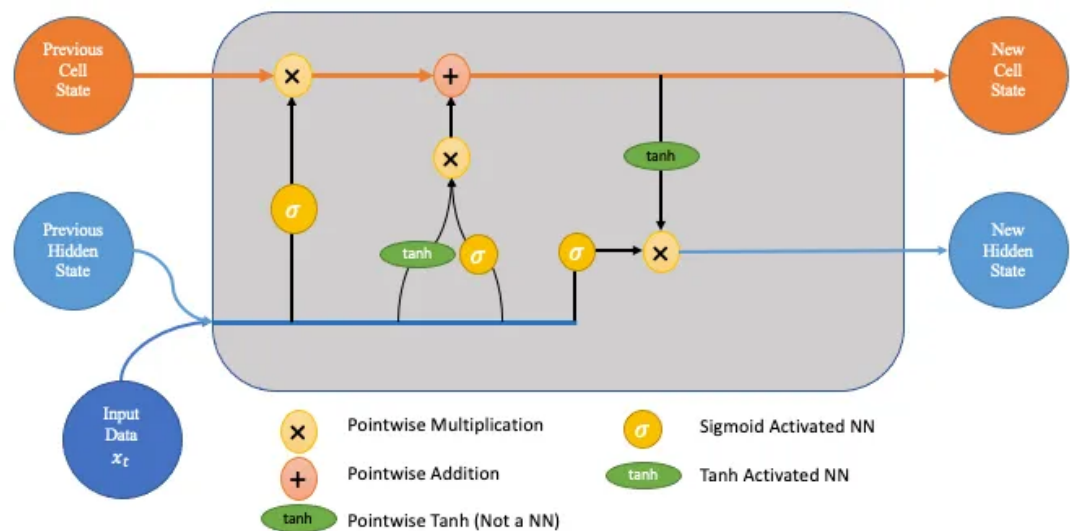 Previous
Cell
State
×
+
New
Cell
State
×
tanh
σ
Previous
Hidden
State
tanh
σ
σ
×
New
Hidden
State
Input
Data
xₜ
×
Pointwise Multiplication
σ
Sigmoid Activated NN
+
Pointwise Addition
tanh
Tanh Activated NN
tanh
Pointwise Tanh (Not a NN)